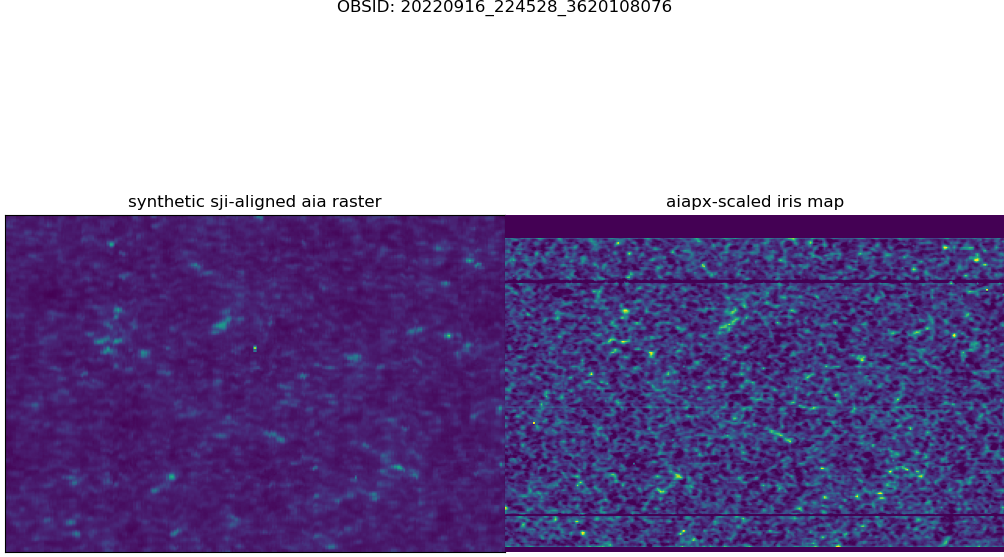 OBSID: 20220916_224528_3620108076
synthetic sji-aligned aia raster
aiapx-scaled iris map